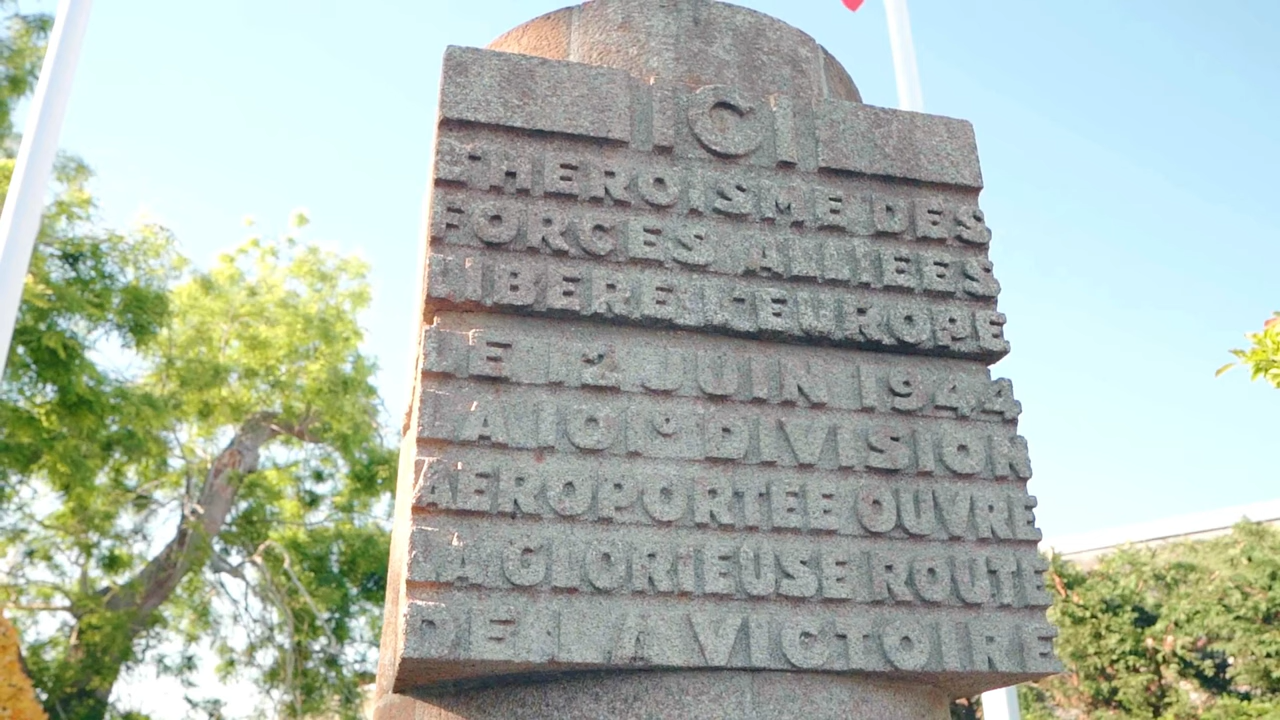 ICI
L'HEROISME DES
FORCES ALLIEES
LIBERE L'EUROPE
LE 12 JUIN 1944
LA 6e DIVISION
AEROPORTEE OUVRE
LA GLORIEUSE ROUTE
DE LA VICTOIRE